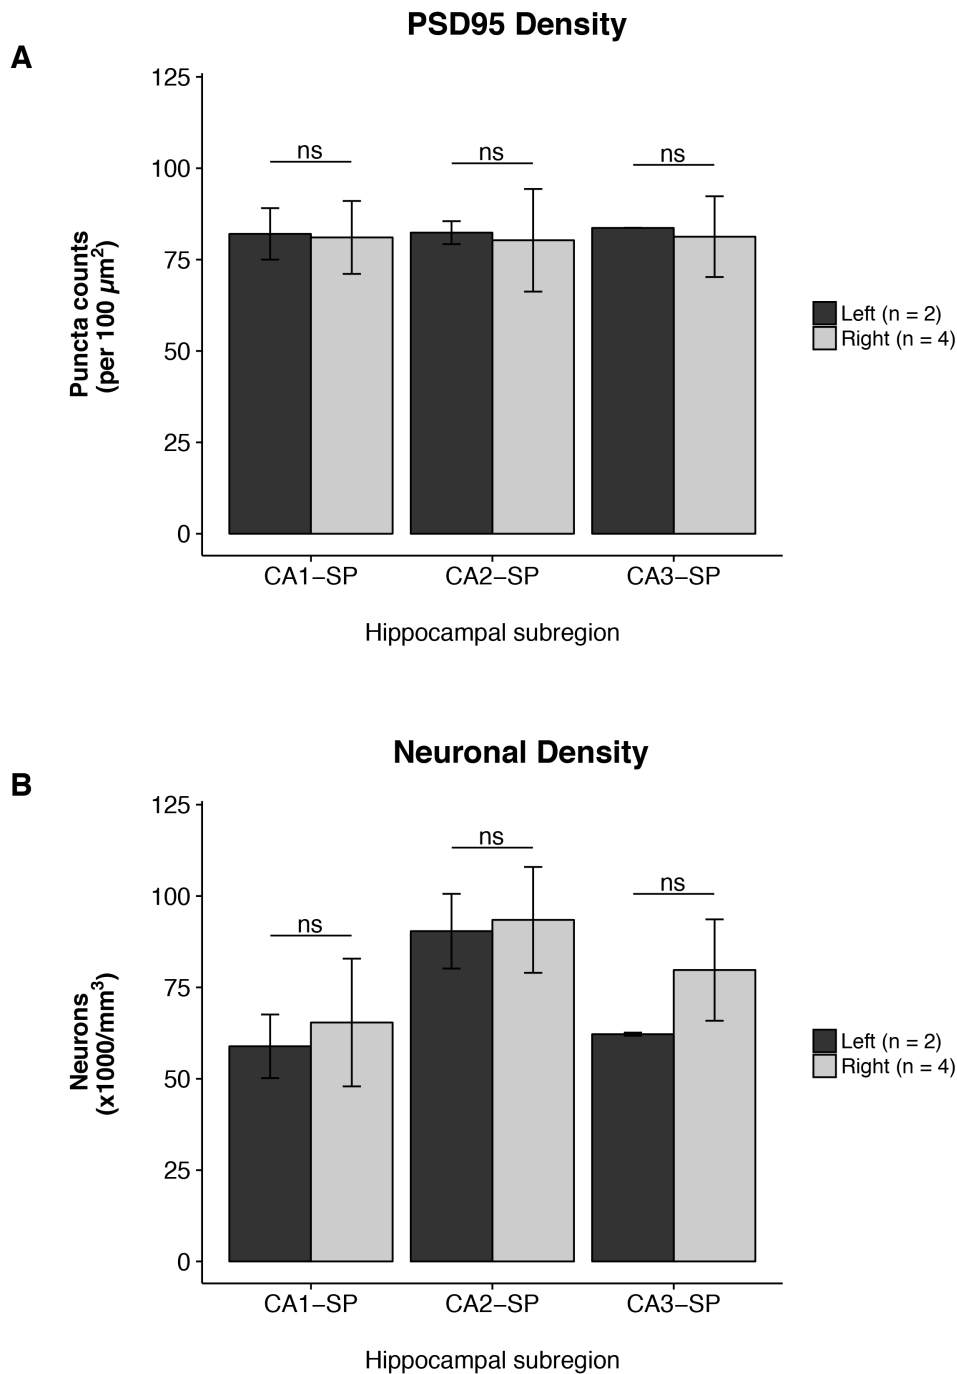 PSD95 Density
A
125
100
75
50
25
0
Puncta counts
(per 100 µm²)
ns
ns
ns
CA1–SP
CA2–SP
CA3–SP
Hippocampal subregion
Left (n = 2)
Right (n = 4)
Neuronal Density
B
125
100
75
50
25
0
Neurons
(x1000/mm³)
ns
ns
ns
CA1–SP
CA2–SP
CA3–SP
Hippocampal subregion
Left (n = 2)
Right (n = 4)